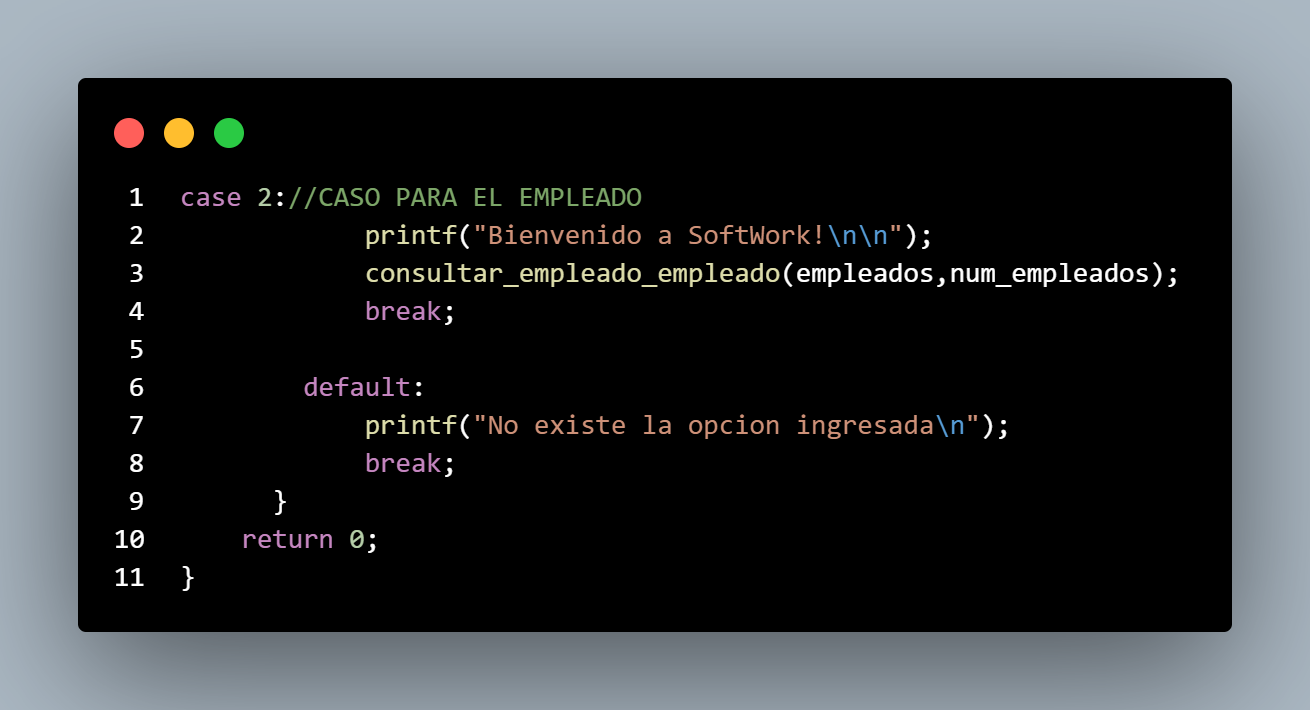 1 case 2://CASO PARA EL EMPLEADO
2 printf("Bienvenido a SoftWork!\n\n");
3 consultar_empleado_empleado(empleados,num_empleados);
4 break;
5
6 default:
7 printf("No existe la opcion ingresada\n");
8 break;
9 }
10 return 0;
11 }